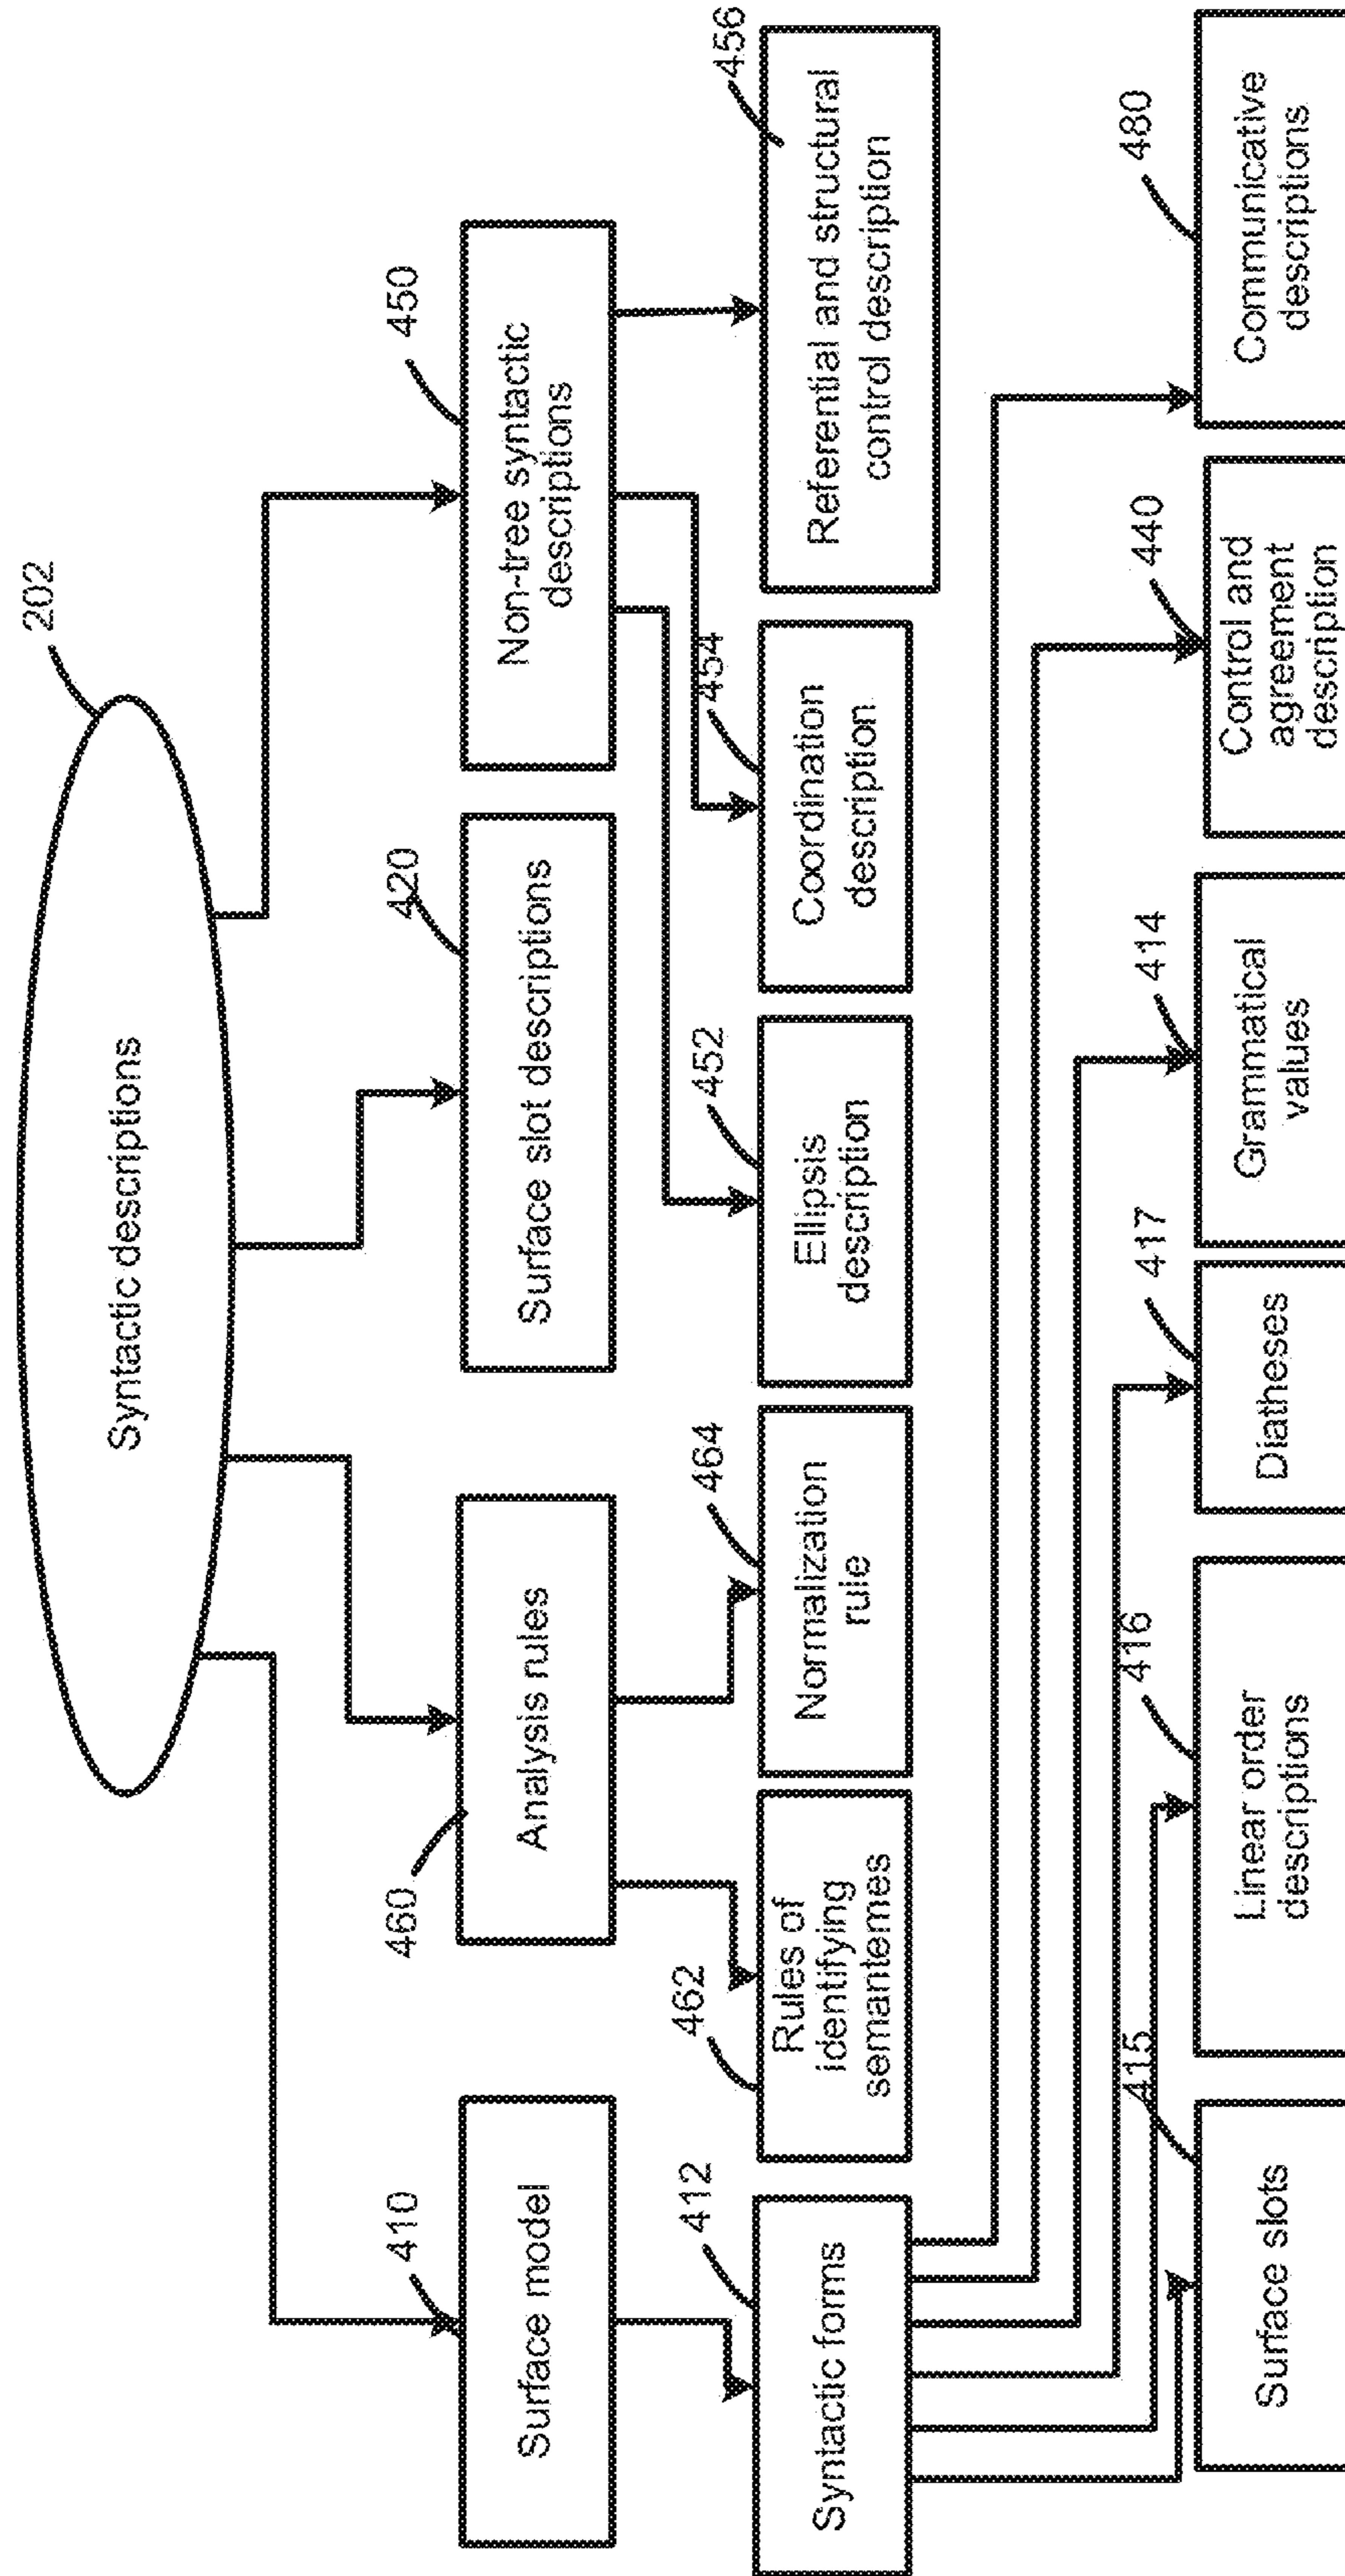 202
Syntactic descriptions
410
460
420
450
Surface model
Analysis rules
Surface slot descriptions
Non-tree syntactic
descriptions
412
462
464
452
454
456
Syntactic forms
Rules of
identifying
semantemes
Normalization
rule
Ellipsis
description
Coordination
description
Referential and structural
control description
415
416
417
414
440
480
Surface slots
Linear order
descriptions
Diatheses
Grammatical
values
Control and
agreement
description
Communicative
descriptions